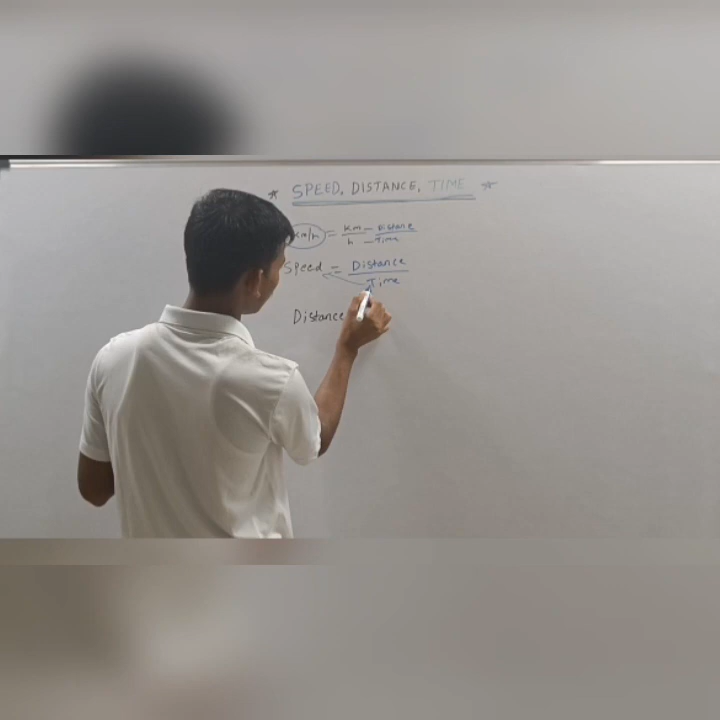 * SPEED, DISTANCE, TIME *
Km/h = Km/h – Distance/Time
Speed = Distance/Time
Distance